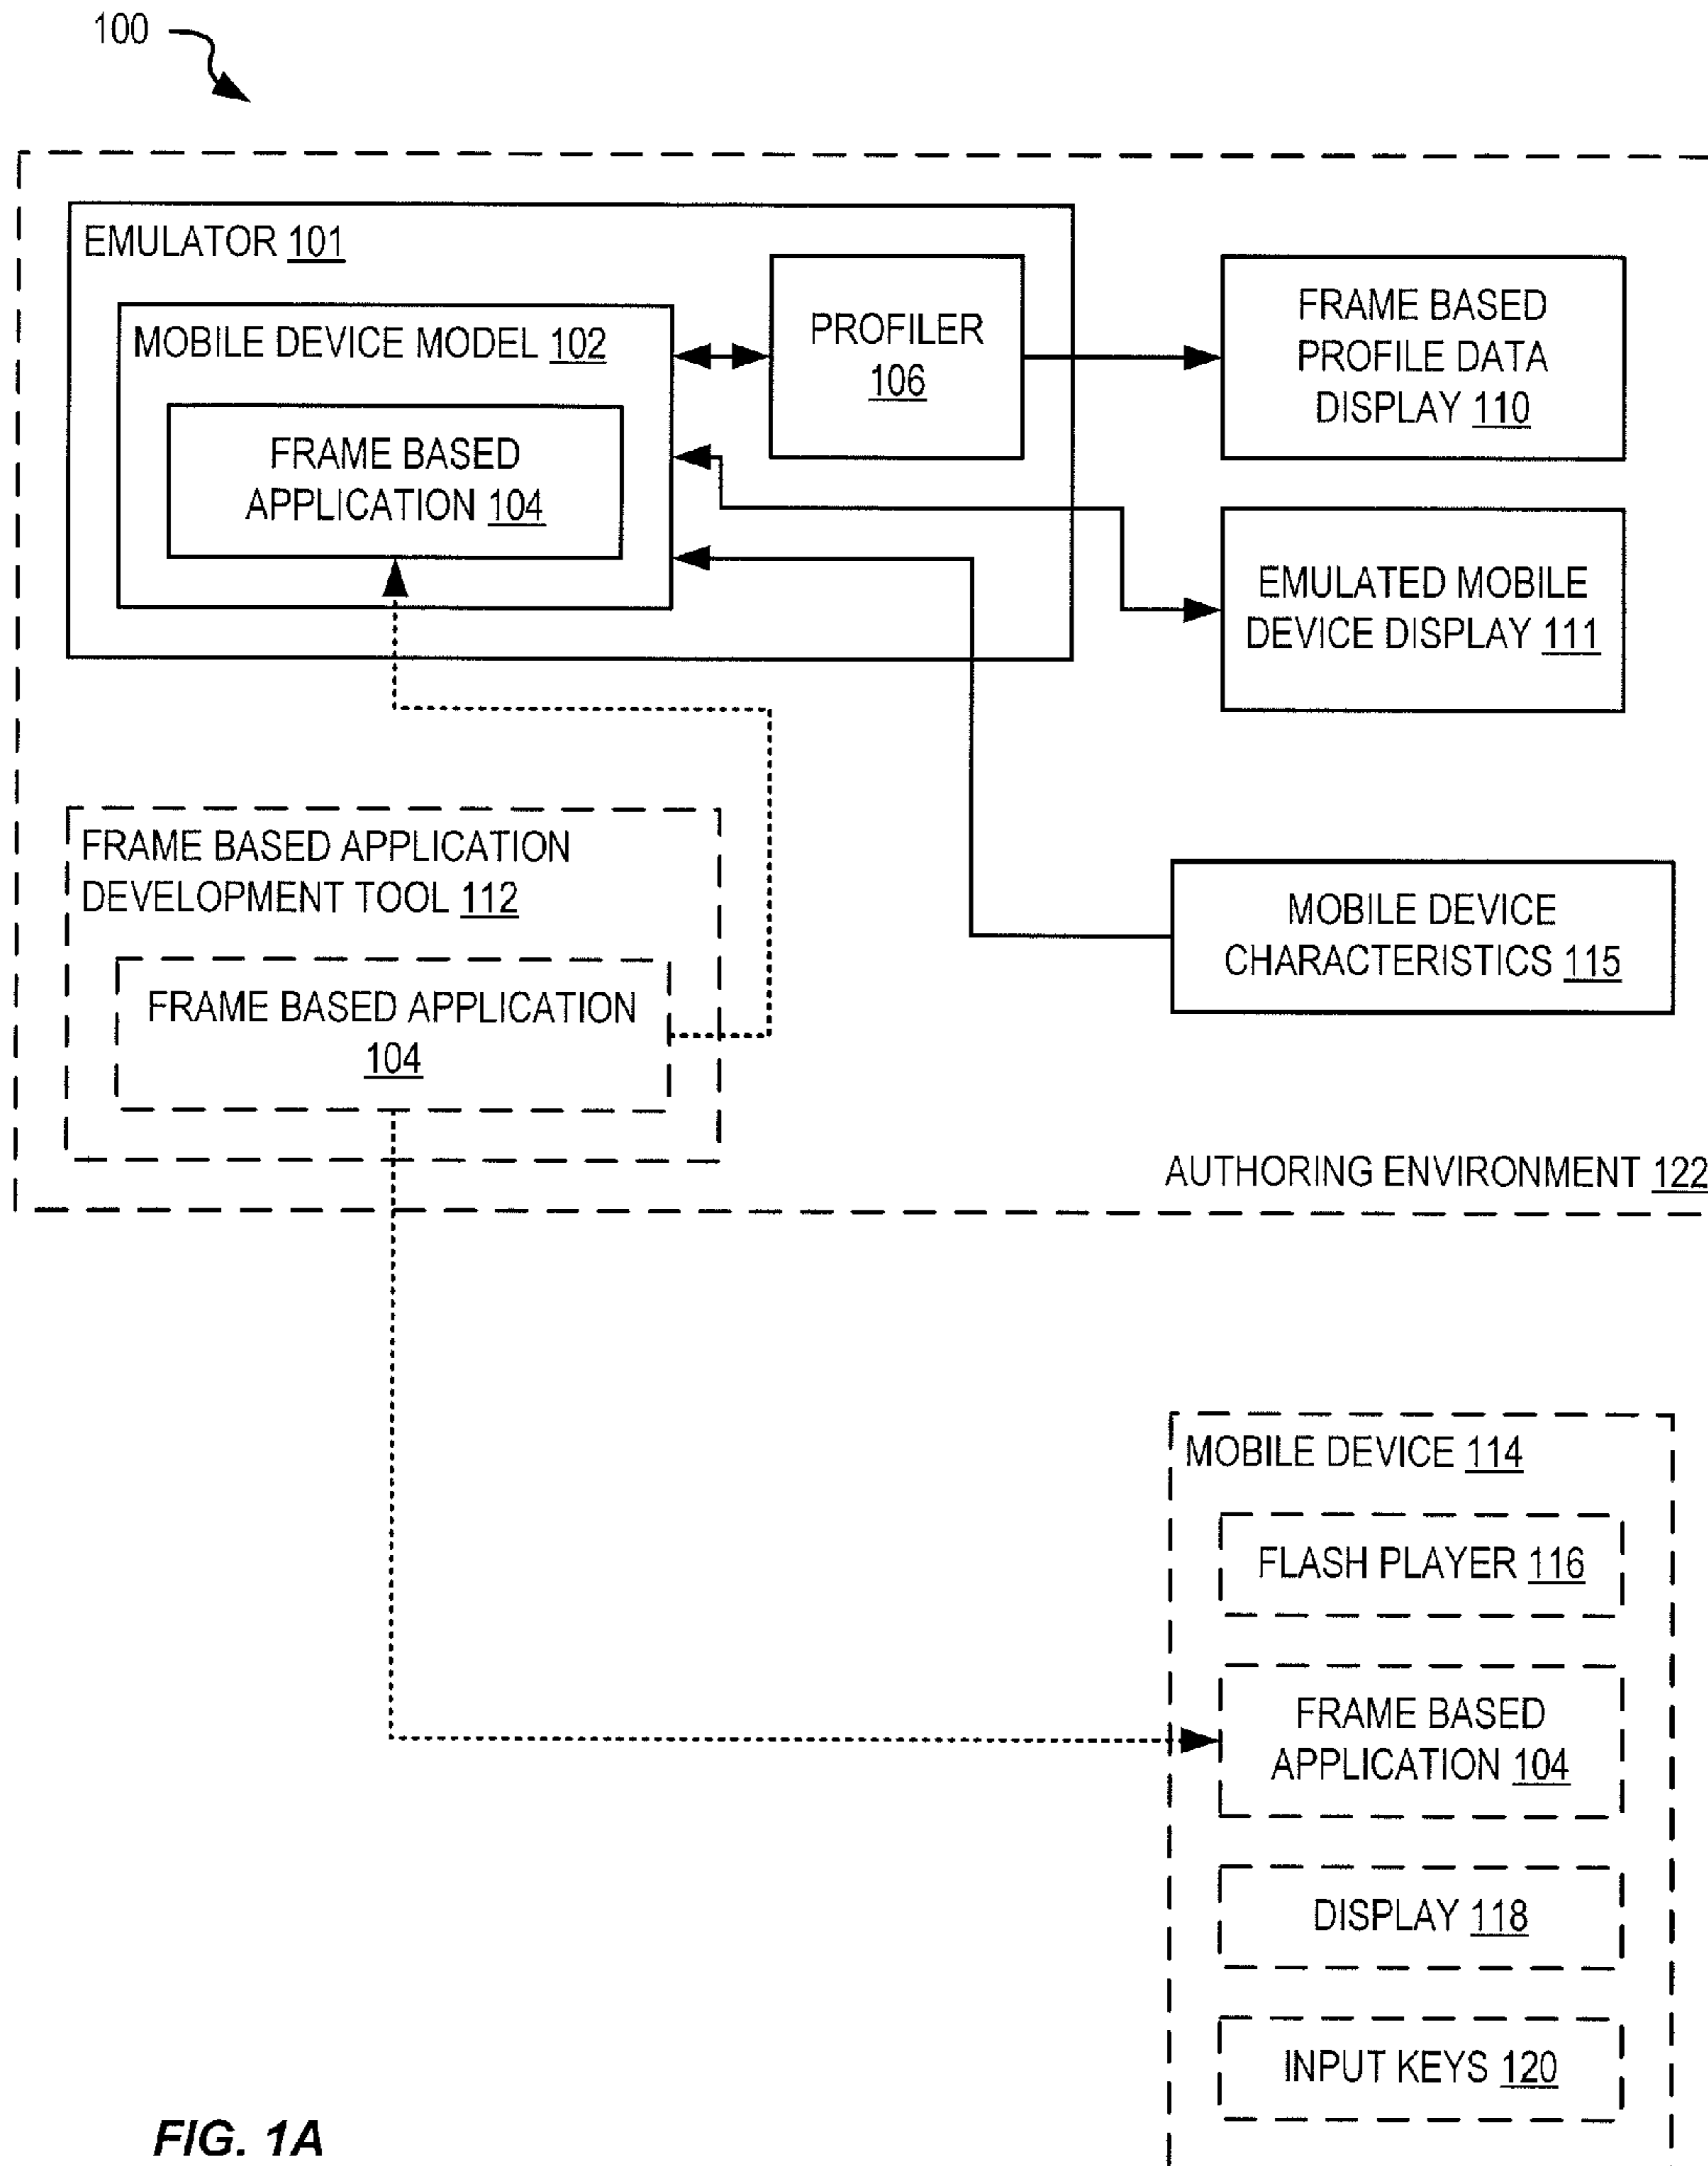 100
EMULATOR 101
MOBILE DEVICE MODEL 102
FRAME BASED
APPLICATION 104
PROFILER
106
FRAME BASED
PROFILE DATA
DISPLAY 110
EMULATED MOBILE
DEVICE DISPLAY 111
FRAME BASED APPLICATION
DEVELOPMENT TOOL 112
FRAME BASED APPLICATION
104
MOBILE DEVICE
CHARACTERISTICS 115
AUTHORING ENVIRONMENT 122
MOBILE DEVICE 114
FLASH PLAYER 116
FRAME BASED
APPLICATION 104
DISPLAY 118
INPUT KEYS 120
FIG. 1A